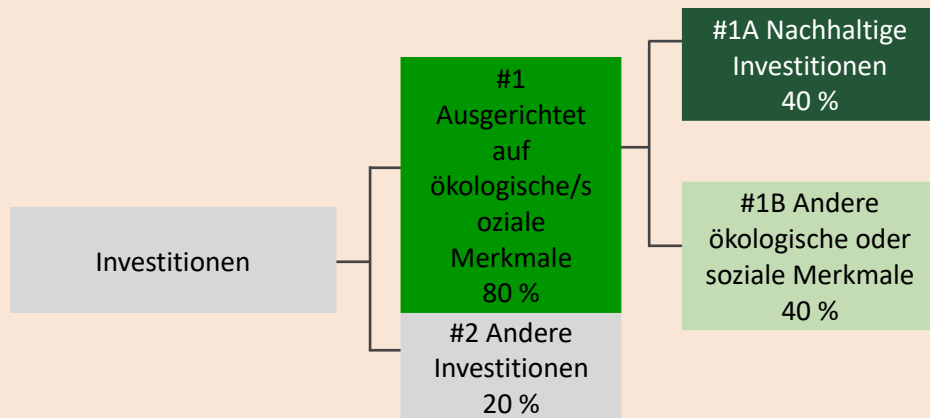 Investitionen
#1
Ausgerichtet
auf
ökologische/s
oziale
Merkmale
80 %
#2 Andere
Investitionen
20 %
#1A Nachhaltige
Investitionen
40 %
#1B Andere
ökologische oder
soziale Merkmale
40 %